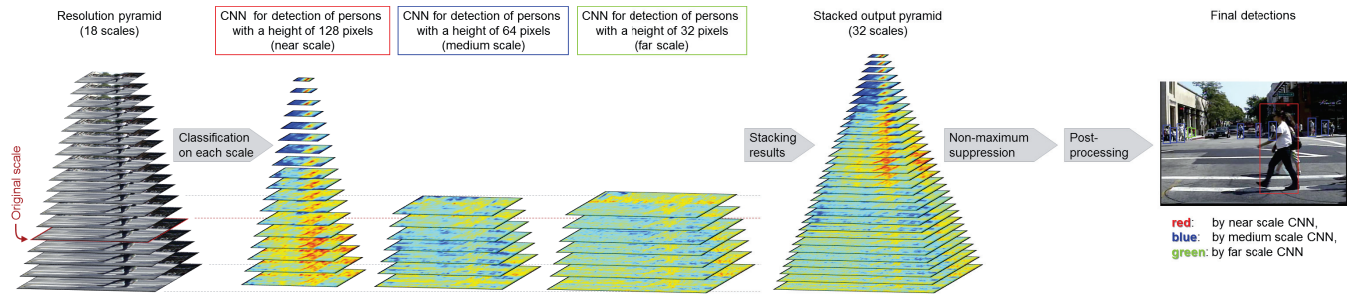 Resolution pyramid
(18 scales)
CNN for detection of persons
with a height of 128 pixels
(near scale)
CNN for detection of persons
with a height of 64 pixels
(medium scale)
CNN for detection of persons
with a height of 32 pixels
(far scale)
Stacked output pyramid
(32 scales)
Final detections
Original scale
Classification
on each scale
Stacking
results
Non-maximum
suppression
Post-
processing
red: by near scale CNN,
blue: by medium scale CNN,
green: by far scale CNN